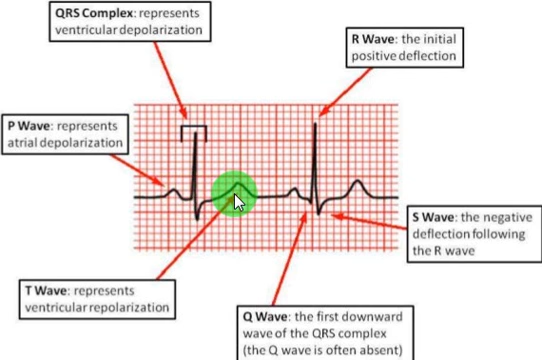 QRS Complex: represents
ventricular depolarization
R Wave: the initial
positive deflection
P Wave: represents
atrial depolarization
S Wave: the negative
deflection following
the R wave
T Wave: represents
ventricular repolarization
Q Wave: the first downward
wave of the QRS complex
(the Q wave is often absent)